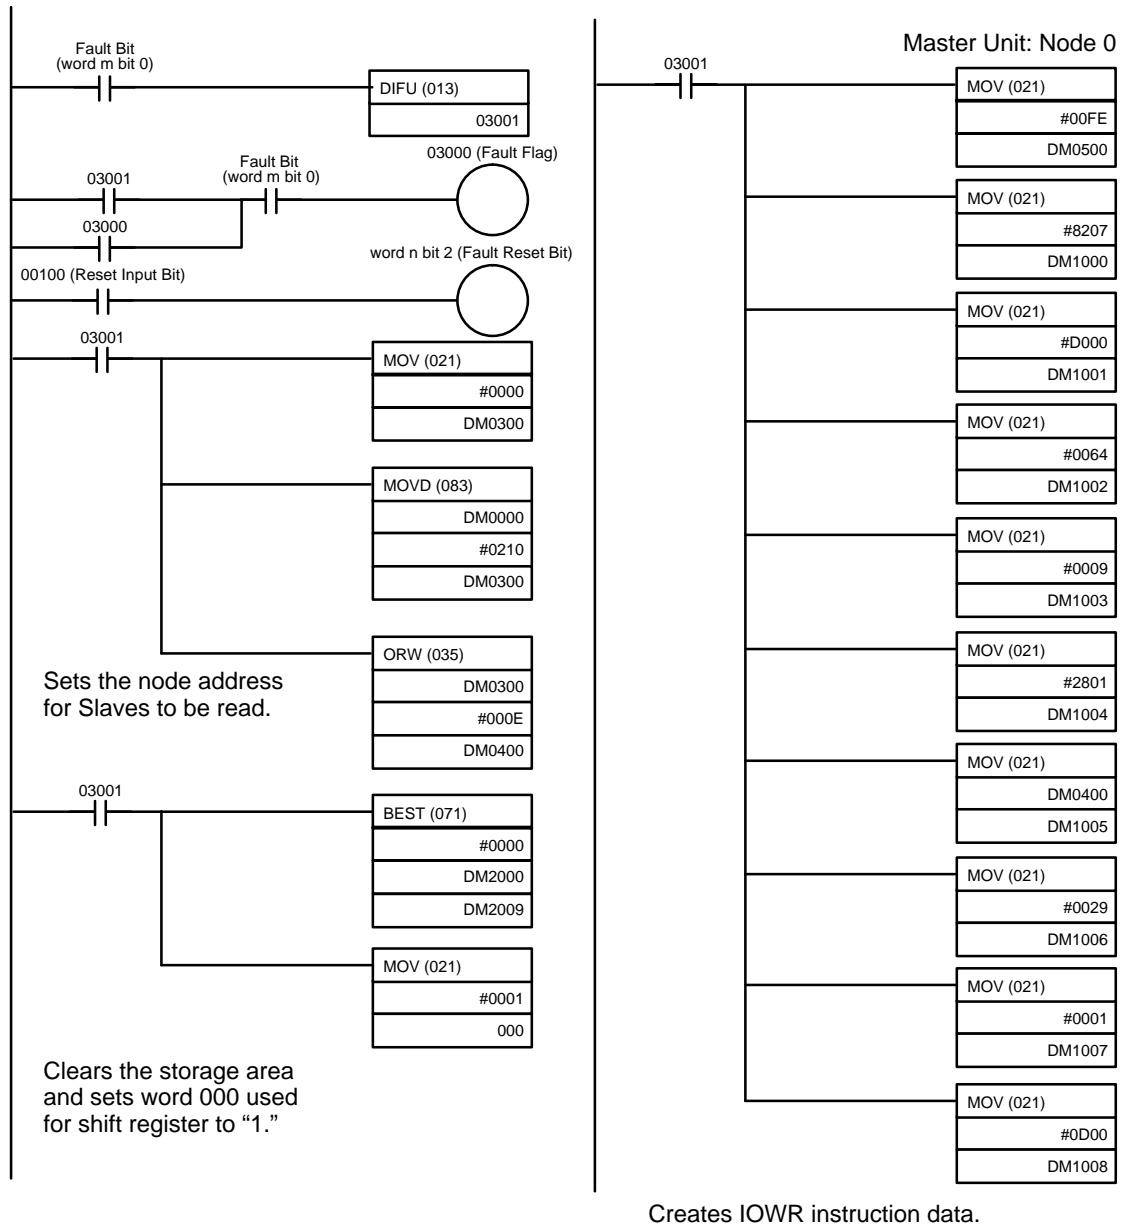 Fault Bit
(word m bit 0)
DIFU (013)
03001
03000 (Fault Flag)
Fault Bit
(word m bit 0)
03001
03000
word n bit 2 (Fault Reset Bit)
00100 (Reset Input Bit)
03001
MOV (021)
#0000
DM0300
MOVD (083)
DM0000
#0210
DM0300
ORW (035)
DM0300
#000E
DM0400
Sets the node address
for Slaves to be read.
03001
BEST (071)
#0000
DM2000
DM2009
MOV (021)
#0001
000
Clears the storage area
and sets word 000 used
for shift register to “1.”
Master Unit: Node 0
03001
MOV (021)
#00FE
DM0500
MOV (021)
#8207
DM1000
MOV (021)
#D000
DM1001
MOV (021)
#0064
DM1002
MOV (021)
#0009
DM1003
MOV (021)
#2801
DM1004
MOV (021)
DM0400
DM1005
MOV (021)
#0029
DM1006
MOV (021)
#0001
DM1007
MOV (021)
#0D00
DM1008
Creates IOWR instruction data.